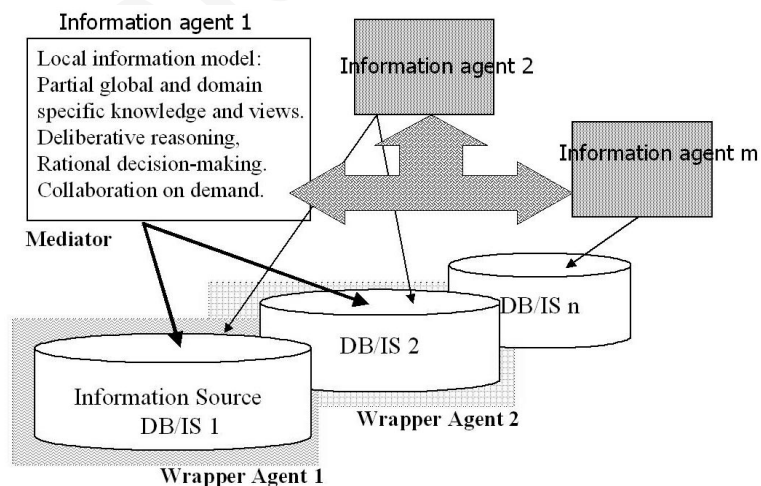 Information agent 1
Local information model:
Partial global and domain
specific knowledge and views.
Deliberative reasoning,
Rational decision-making.
Collaboration on demand.
Mediator
Information agent 2
Information agent m
DB/IS n
DB/IS 2
Information Source
DB/IS 1
Wrapper Agent 2
Wrapper Agent 1